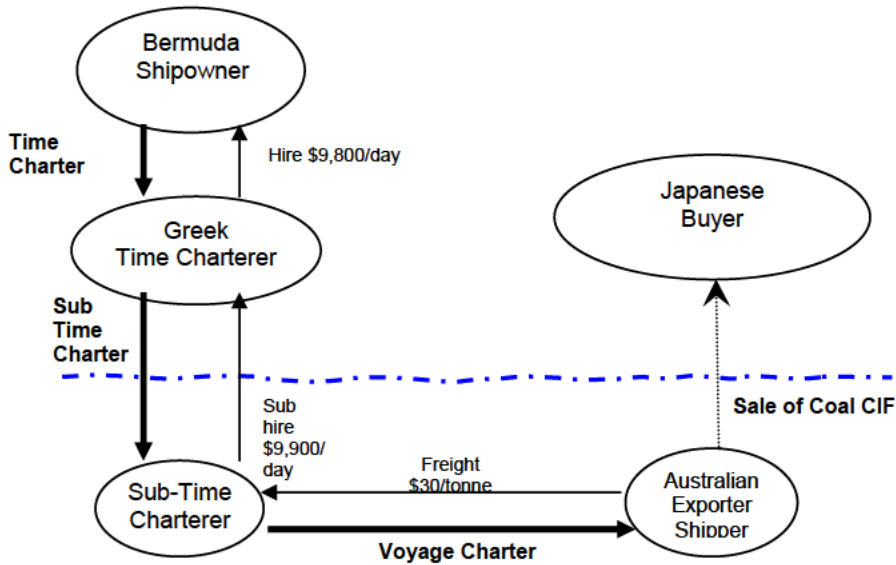 Bermuda
Shipowner
Time
Charter
Hire $9,800/day
Japanese
Buyer
Greek
Time Charterer
Sub
Time
Charter
Sale of Coal CIF
Sub
hire
$9,900/
day
Freight
$30/tonne
Sub-Time
Charterer
Australian
Exporter
Shipper
Voyage Charter